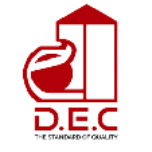 D.E.C
THE STANDARD OF QUALITY